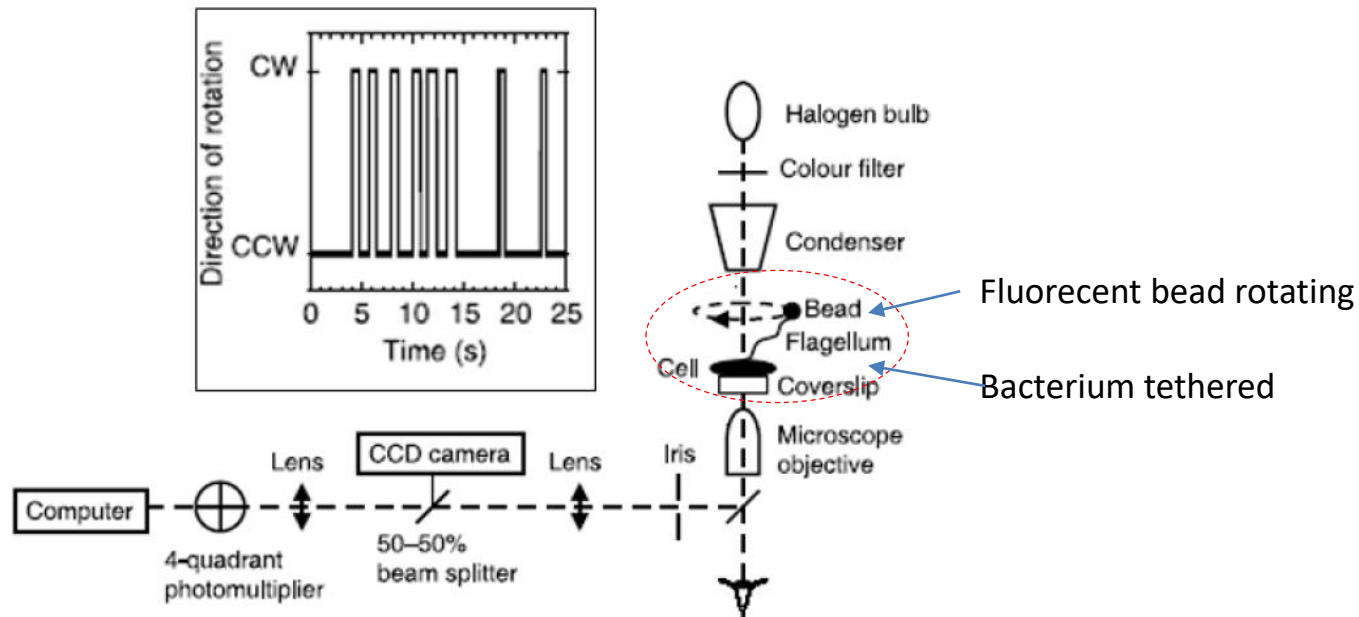 Direction of rotation
CW
CCW
0 5 10 15 20 25
Time (s)
Halogen bulb
Colour filter
Condenser
Bead
Flagellum
Cell
Coverslip
Fluorecent bead rotating
Bacterium tethered
Microscope
objective
Iris
Lens
CCD camera
Lens
50–50%
beam splitter
4-quadrant
photomultiplier
Computer